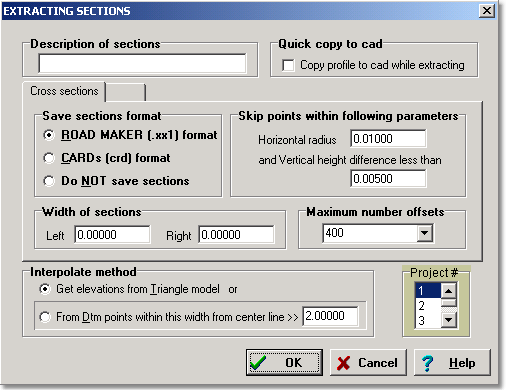 EXTRACTING SECTIONS
Description of sections
Quick copy to cad
Copy profile to cad while extracting
Cross sections
Save sections format
ROAD MAKER (.xx1) format
CARDs (crd) format
Do NOT save sections
Skip points within following parameters
Horizontal radius 0.01000
and Vertical height difference less than
0.00500
Width of sections
Left 0.00000 Right 0.00000
Maximum number offsets
400
Interpolate method
Get elevations from Triangle model or
From Dtm points within this width from center line >> 2.00000
Project #
1
2
3
OK Cancel Help